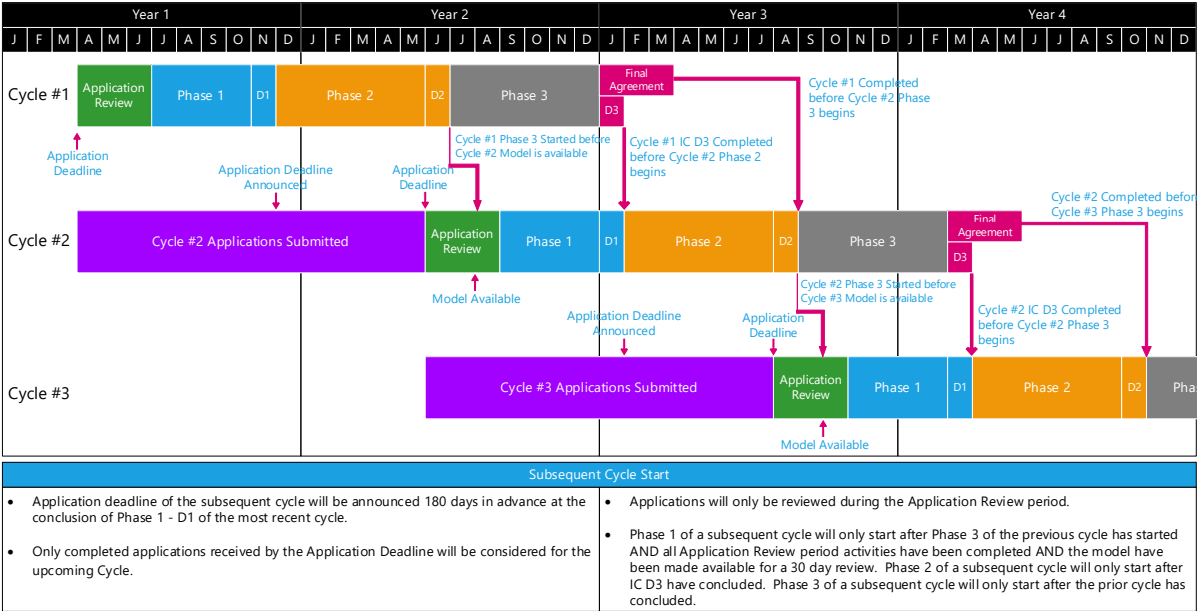 Year 1 Year 2 Year 3 Year 4
J F M A M J J A S O N D J F M A M J J A S O N D J F M A M J J A S O N D J F M A M J J A S O N D
Cycle #1
Application
Review
Phase 1
D1
Phase 2
D2
Phase 3
Final
Agreement
D3
Cycle #1 Completed
before Cycle #2 Phase
3 begins
Application
Deadline
Cycle #1 Phase 3 Started before
Cycle #2 Model is available
Cycle #1 IC D3 Completed
before Cycle #2 Phase 2
begins
Application Deadline
Announced
Application
Deadline
Cycle #2
Cycle #2 Applications Submitted
Application
Review
Phase 1
D1
Phase 2
D2
Phase 3
Final
Agreement
D3
Cycle #2 Completed before
Cycle #3 Phase 3 begins
Model Available
Cycle #2 Phase 3 Started before
Cycle #3 Model is available
Cycle #2 IC D3 Completed
before Cycle #2 Phase 3
begins
Application Deadline
Announced
Application
Deadline
Cycle #3
Cycle #3 Applications Submitted
Application
Review
Phase 1
D1
Phase 2
D2
Pha
Model Available
Subsequent Cycle Start
• Application deadline of the subsequent cycle will be announced 180 days in advance at the
conclusion of Phase 1 - D1 of the most recent cycle.
• Only completed applications received by the Application Deadline will be considered for the
upcoming Cycle.
• Applications will only be reviewed during the Application Review period.
• Phase 1 of a subsequent cycle will only start after Phase 3 of the previous cycle has started
AND all Application Review period activities have been completed AND the model have
been made available for a 30 day review. Phase 2 of a subsequent cycle will only start after
IC D3 have concluded. Phase 3 of a subsequent cycle will only start after the prior cycle has
concluded.